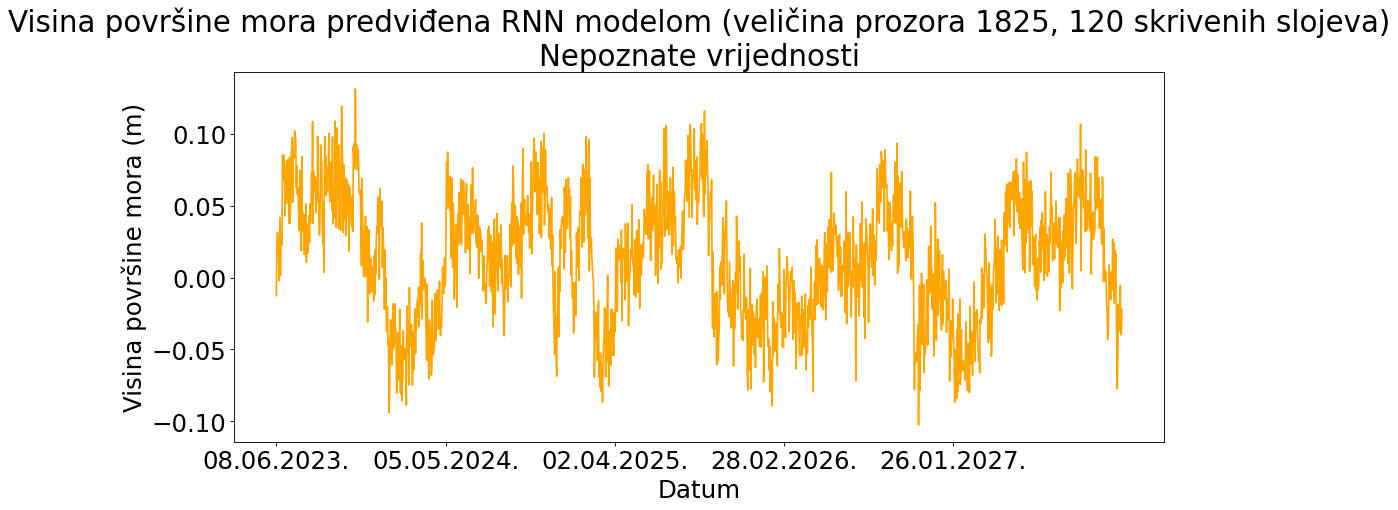 Visina površine mora predviđena RNN modelom (veličina prozora 1825, 120 skrivenih slojeva)
Nepoznate vrijednosti
Visina površine mora (m)
0.10
0.05
0.00
−0.05
−0.10
08.06.2023. 05.05.2024. 02.04.2025. 28.02.2026. 26.01.2027.
Datum